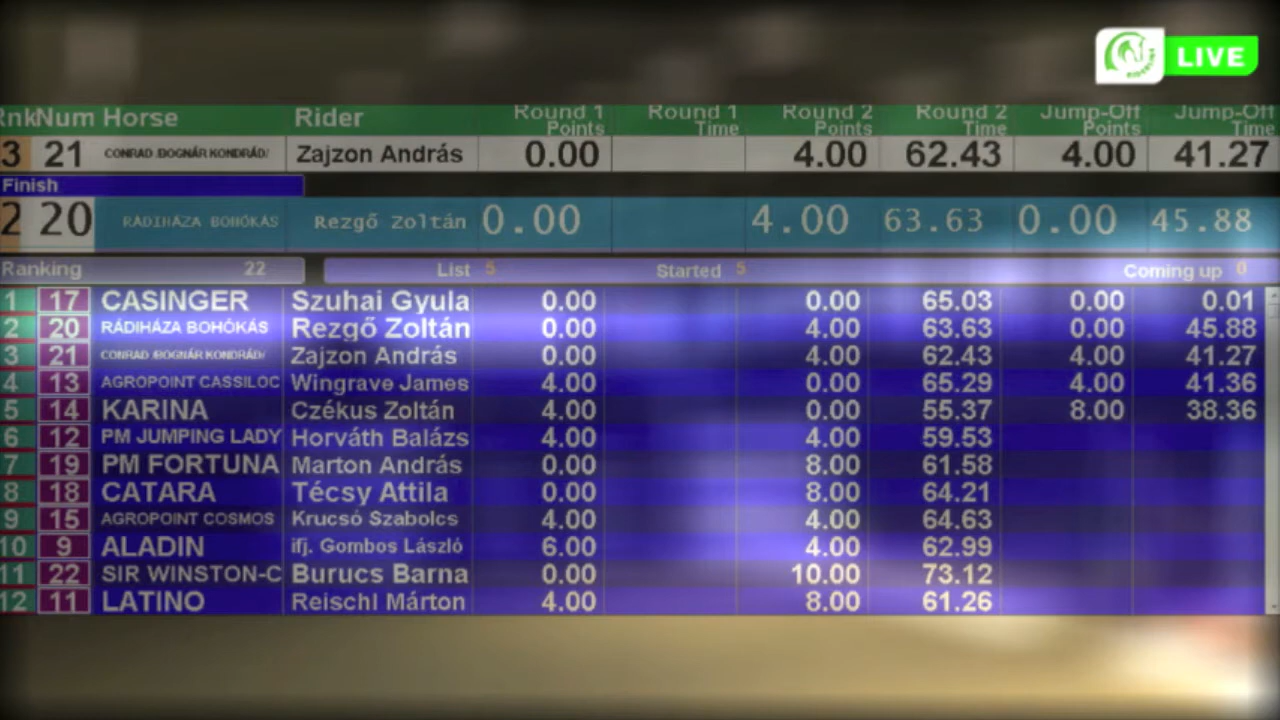 LIVE
Rnk Num Horse Rider Round 1 Points Round 1 Time Round 2 Points Round 2 Time Jump-Off Points Jump-Off Time
3 21 CONRAD /BOGNÁR KONDRÁD/ Zajzon András 0.00 4.00 62.43 4.00 41.27
Finish
2 20 RÁDIHÁZA BOHÓKÁS Rezgő Zoltán 0.00 4.00 63.63 0.00 45.88
Ranking 22 List 5 Started 5 Coming up 0
1 17 CASINGER Szuhai Gyula 0.00 0.00 65.03 0.00 0.01
2 20 RÁDIHÁZA BOHÓKÁS Rezgő Zoltán 0.00 4.00 63.63 0.00 45.88
3 21 CONRAD /BOGNÁR KONDRÁD/ Zajzon András 0.00 4.00 62.43 4.00 41.27
4 13 AGROPOINT CASSILOC Wingrave James 4.00 0.00 65.29 4.00 41.36
5 14 KARINA Czékus Zoltán 4.00 0.00 55.37 8.00 38.36
6 12 PM JUMPING LADY Horváth Balázs 4.00 4.00 59.53
7 19 PM FORTUNA Marton András 0.00 8.00 61.58
8 18 CATARA Técsy Attila 0.00 8.00 64.21
9 15 AGROPOINT COSMOS Krucsó Szabolcs 4.00 4.00 64.63
10 9 ALADIN ifj. Gombos László 6.00 4.00 62.99
11 22 SIR WINSTON-C Burucs Barna 0.00 10.00 73.12
12 11 LATINO Reischl Márton 4.00 8.00 61.26